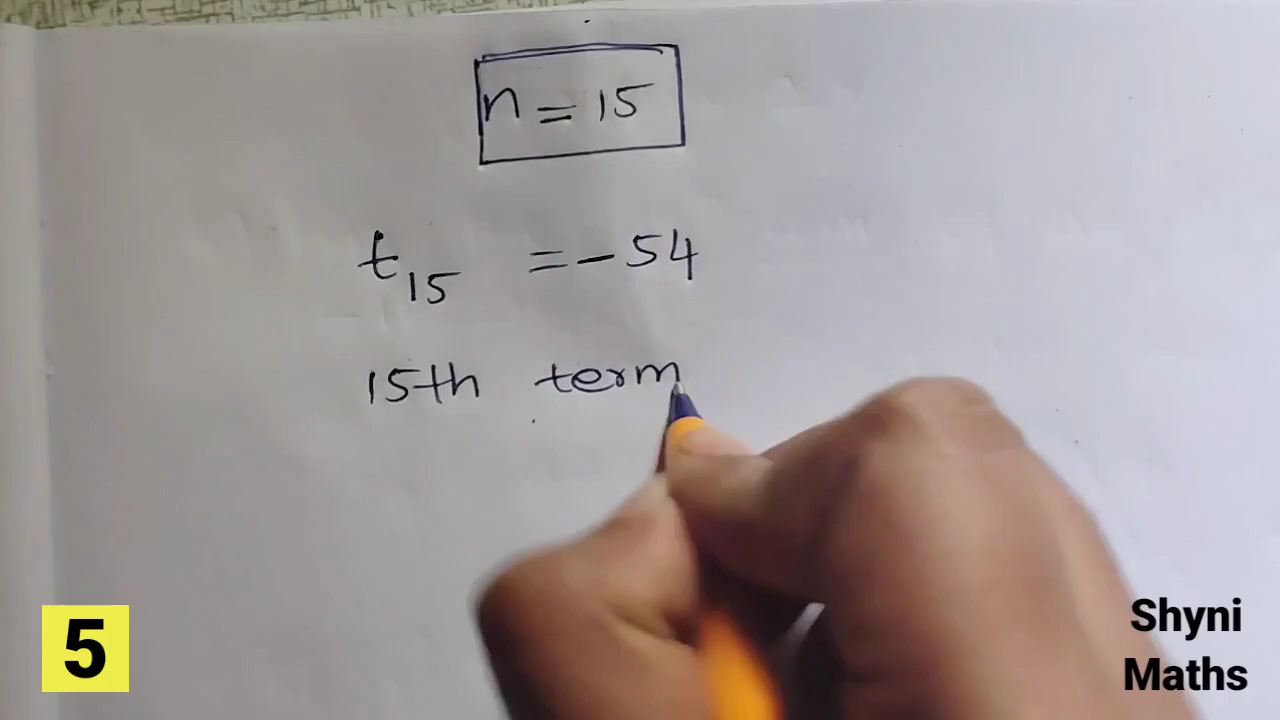 n = 15
t15 = -54
15th term
5
Shyni
Maths